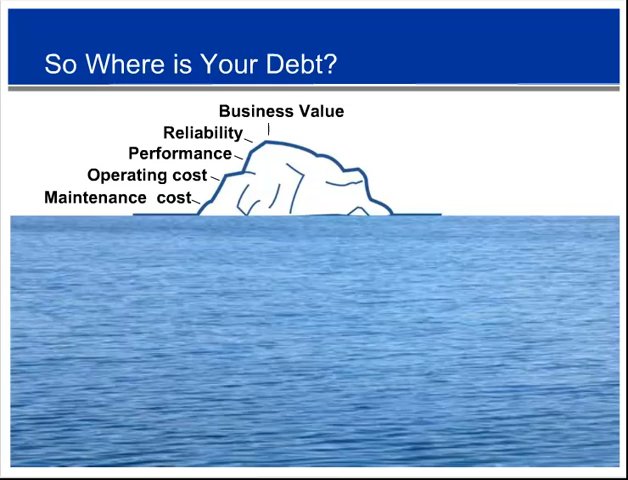 So Where is Your Debt?
Business Value
Reliability
Performance
Operating cost
Maintenance cost